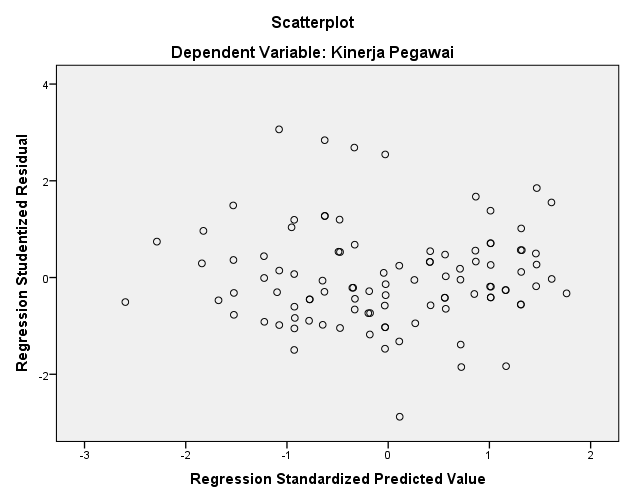 Scatterplot
Dependent Variable: Kinerja Pegawai
Regression Studentized Residual
4
2
0
-2
-3
-2
-1
0
1
2
Regression Standardized Predicted Value